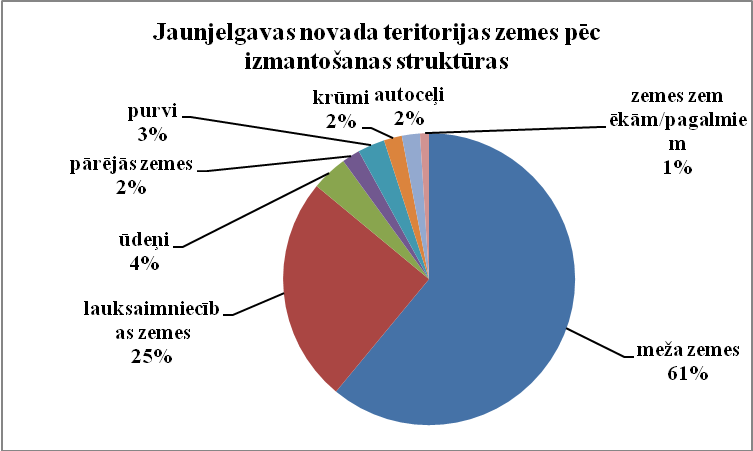 Jaunjelgavas novada teritorijas zemes pēc
izmantošanas struktūras
meža zemes
61%
lauksaimniecīb
as zemes
25%
ūdeņi
4%
pārējās zemes
2%
purvi
3%
krūmi
2%
autoceļi
2%
zemes zem
ēkām/pagalmie
m
1%